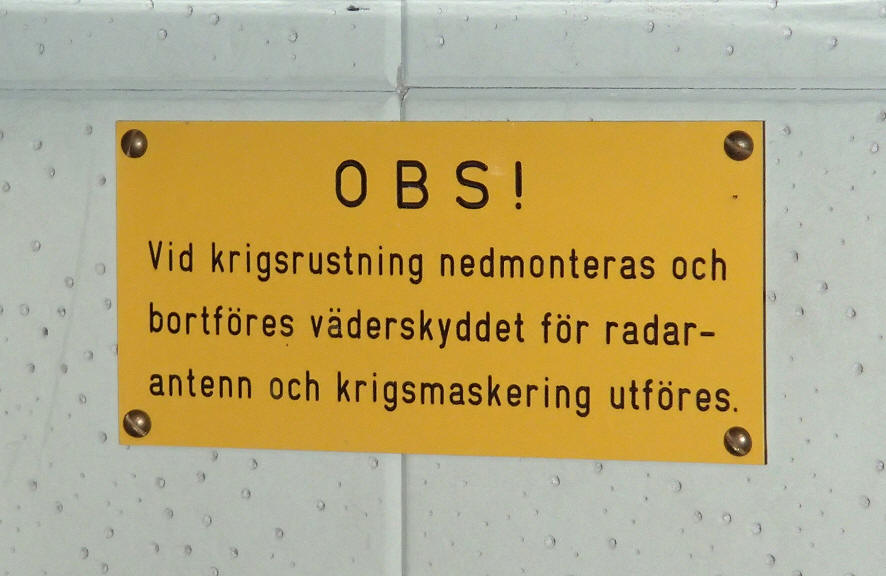 OBS!
Vid krigsrustning nedmonteras och
bortföres väderskyddet för radar-
antenn och krigsmaskering utföres.